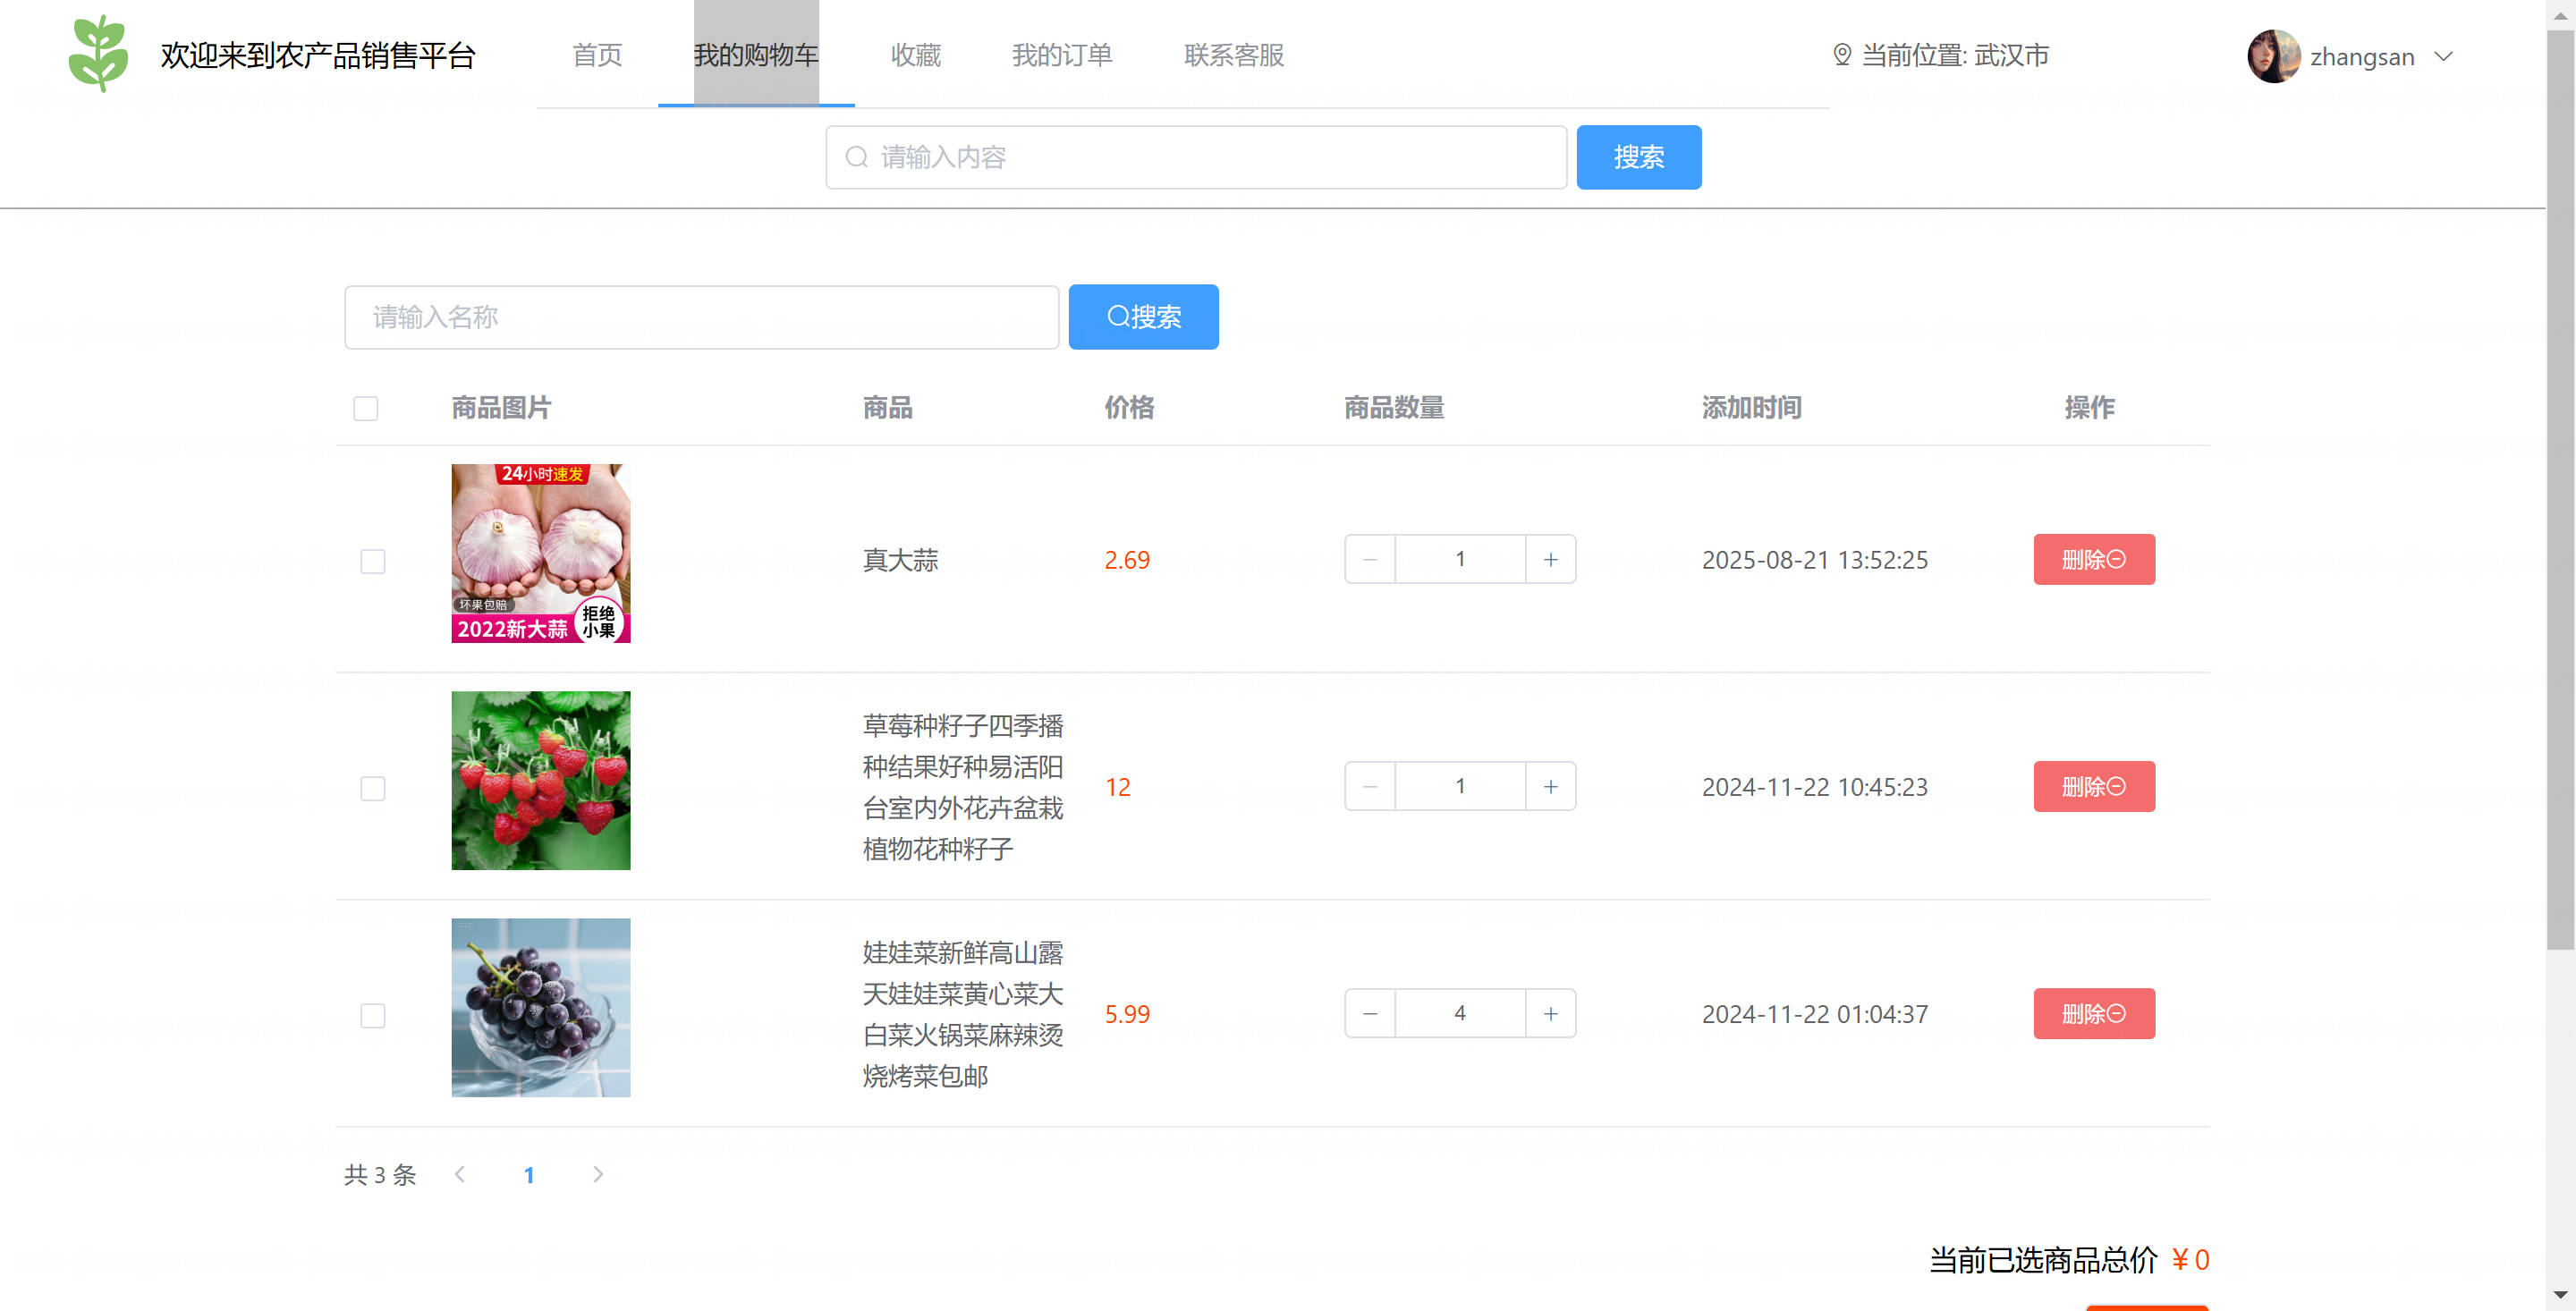 欢迎来到农产品销售平台
首页
我的购物车
收藏
我的订单
联系客服
当前位置: 武汉市
zhangsan
请输入内容
搜索
请输入名称
搜索
商品图片
商品
价格
商品数量
添加时间
操作
24小时速发
坏果包赔
2022新大蒜
拒绝
小果
真大蒜
2.69
1
2025-08-21 13:52:25
删除
草莓种籽子四季播
种结果好种易活阳
台室内外花卉盆栽
植物花种籽子
12
1
2024-11-22 10:45:23
删除
娃娃菜新鲜高山露
天娃娃菜黄心菜大
白菜火锅菜麻辣烫
烧烤菜包邮
5.99
4
2024-11-22 01:04:37
删除
共 3 条
1
当前已选商品总价 ¥ 0